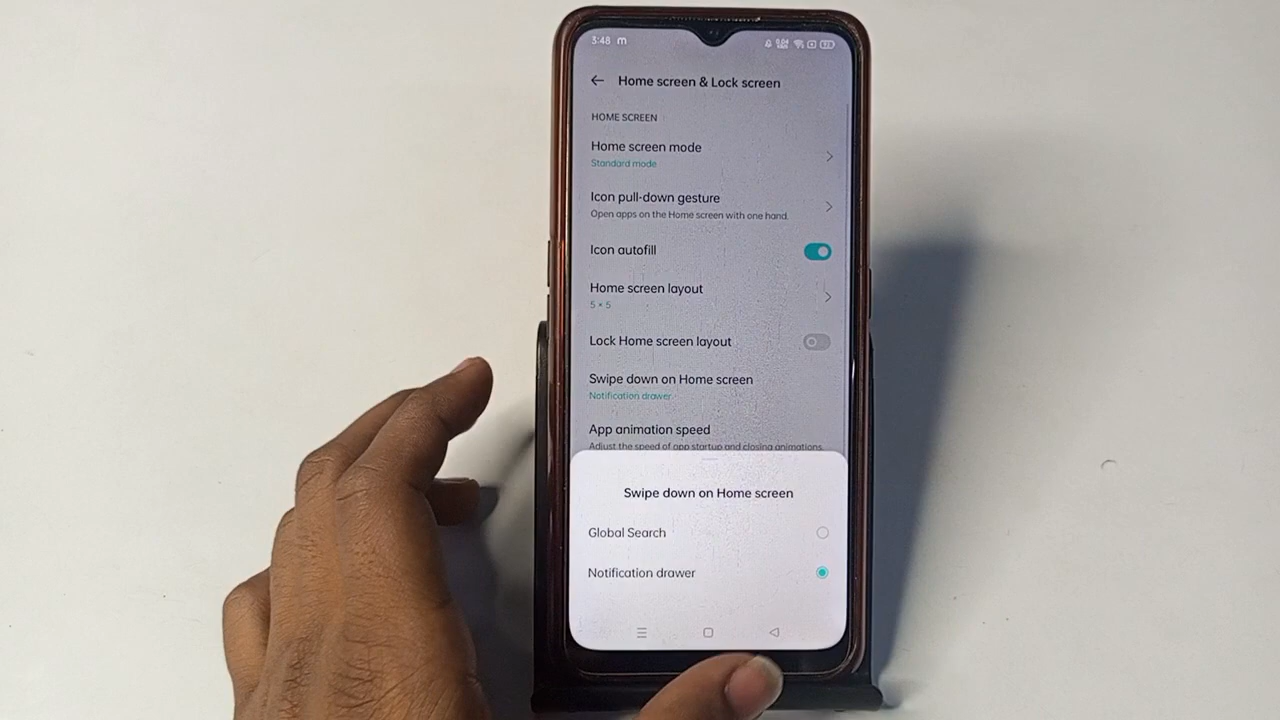 3:48 m
Home screen & Lock screen
HOME SCREEN
Home screen mode
Standard mode
Icon pull-down gesture
Open apps on the Home screen with one hand.
Icon autofill
Home screen layout
5 × 5
Lock Home screen layout
Swipe down on Home screen
Notification drawer
App animation speed
Adjust the speed of app startup and closing animations.
Swipe down on Home screen
Global Search
Notification drawer